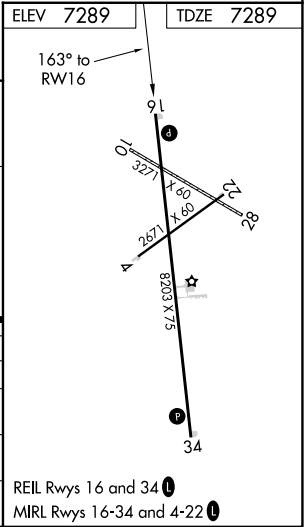 ELEV 7289
TDZE 7289
163° to
RW16
16
P
10
3271 X 60
22
2671 X 60
28
4
8203 X 75
P
34
REIL Rwys 16 and 34 L
MIRL Rwys 16-34 and 4-22 L